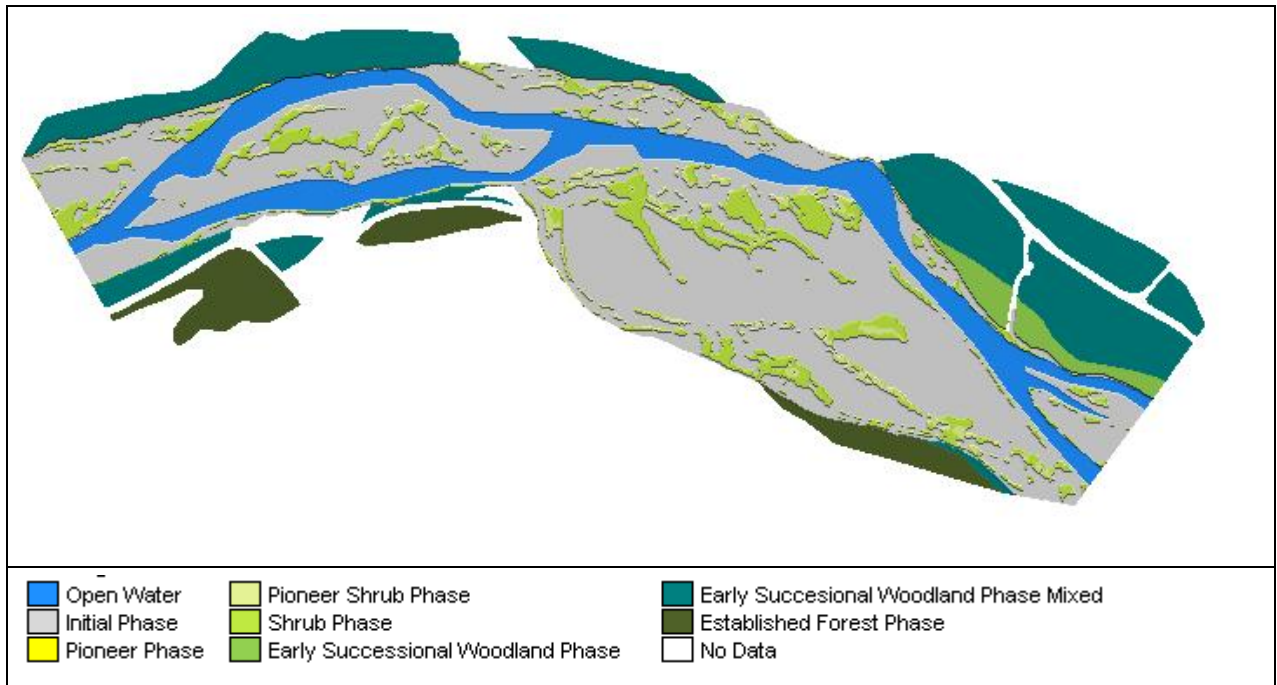 Open Water
Initial Phase
Pioneer Phase
Pioneer Shrub Phase
Shrub Phase
Early Successional Woodland Phase
Early Succesional Woodland Phase Mixed
Established Forest Phase
No Data